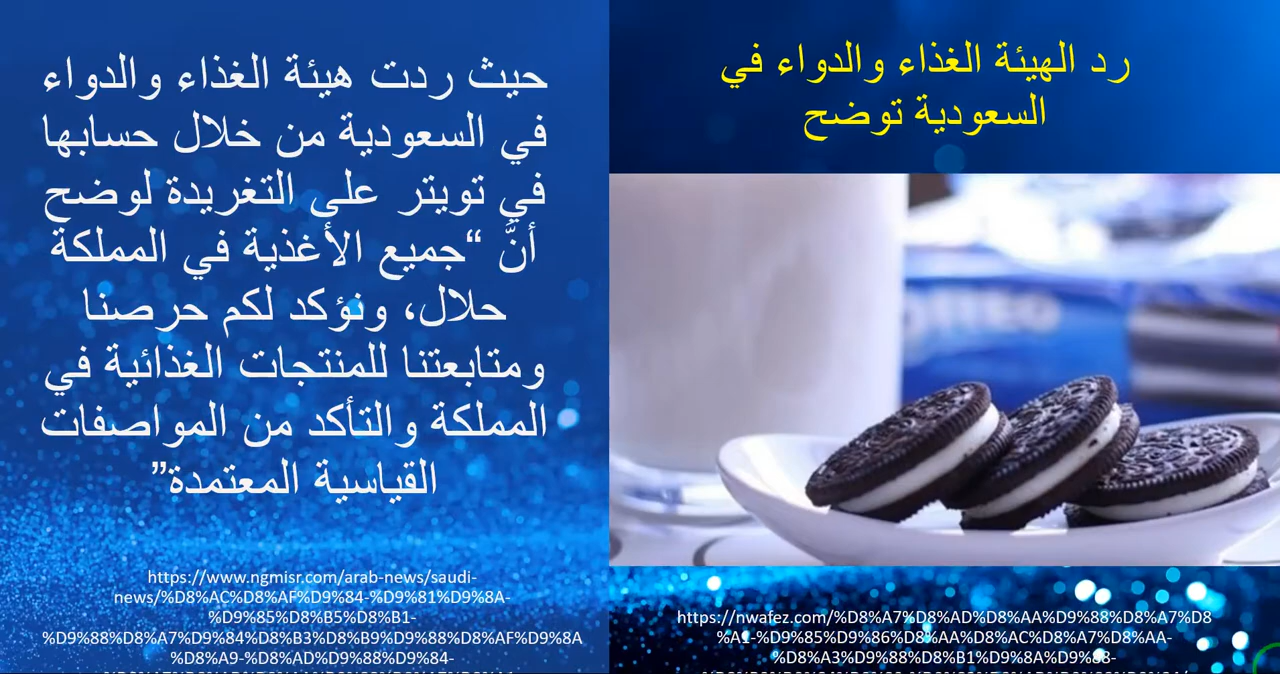 رد الهيئة الغذاء والدواء في
السعودية توضح
OREO
https://nwafez.com/%D8%A7%D8%AD%D8%AA%D9%88%D8%A7%D8
%A1-%D9%85%D9%86%D8%AA%D8%AC%D8%A7%D8%AA-
%D8%A3%D9%88%D8%B1%D9%8A%D9%88-
حيث ردت هيئة الغذاء والدواء
في السعودية من خلال حسابها
في تويتر على التغريدة لوضح
أنَّ “جميع الأغذية في المملكة
حلال، ونؤكد لكم حرصنا
ومتابعتنا للمنتجات الغذائية في
المملكة والتأكد من المواصفات
القياسية المعتمدة”
https://www.ngmisr.com/arab-news/saudi-
news/%D8%AC%D8%AF%D9%84-%D9%81%D9%8A-
%D9%85%D8%B5%D8%B1-
%D9%88%D8%A7%D9%84%D8%B3%D8%B9%D9%88%D8%AF%D9%8A
%D8%A9-%D8%AD%D9%88%D9%84-